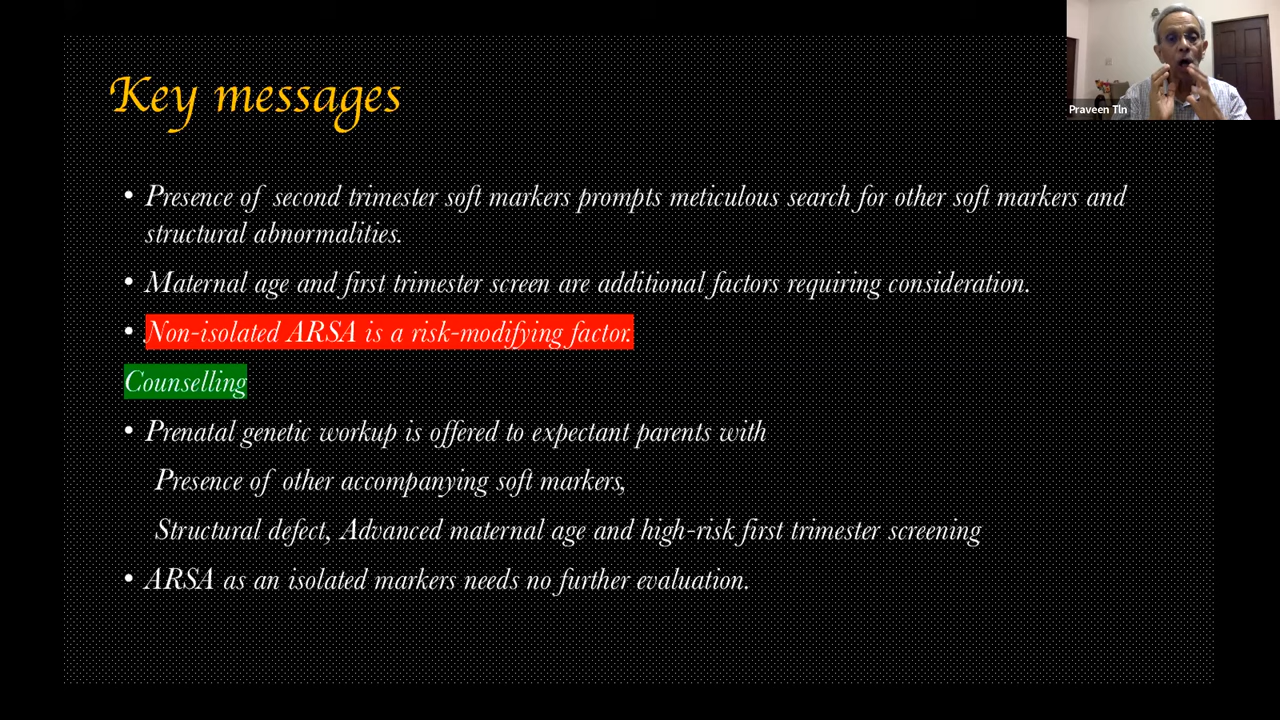 Key messages
Praveen Tln
• Presence of second trimester soft markers prompts meticulous search for other soft markers and
structural abnormalities.
• Maternal age and first trimester screen are additional factors requiring consideration.
• Non-isolated ARSA is a risk-modifying factor.
Counselling
• Prenatal genetic workup is offered to expectant parents with
Presence of other accompanying soft markers,
Structural defect, Advanced maternal age and high-risk first trimester screening
• ARSA as an isolated markers needs no further evaluation.